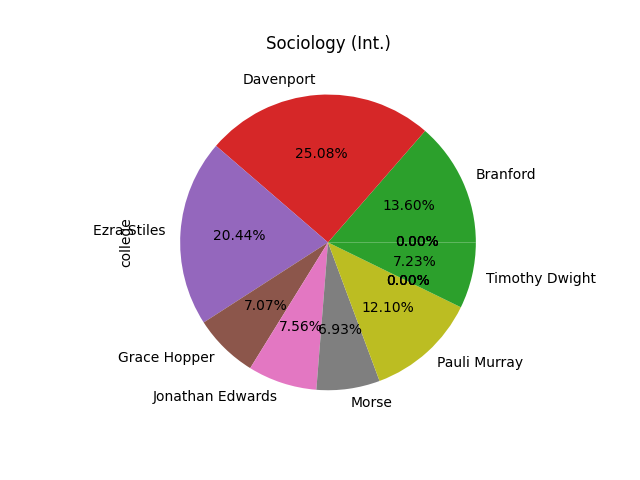 Sociology (Int.)
Davenport
25.08%
Branford
13.60%
Ezra Stiles
college
20.44%
0.00%
7.23%
Timothy Dwight
0.00%
12.10%
7.07%
7.56%
6.93%
Grace Hopper
Pauli Murray
Jonathan Edwards
Morse